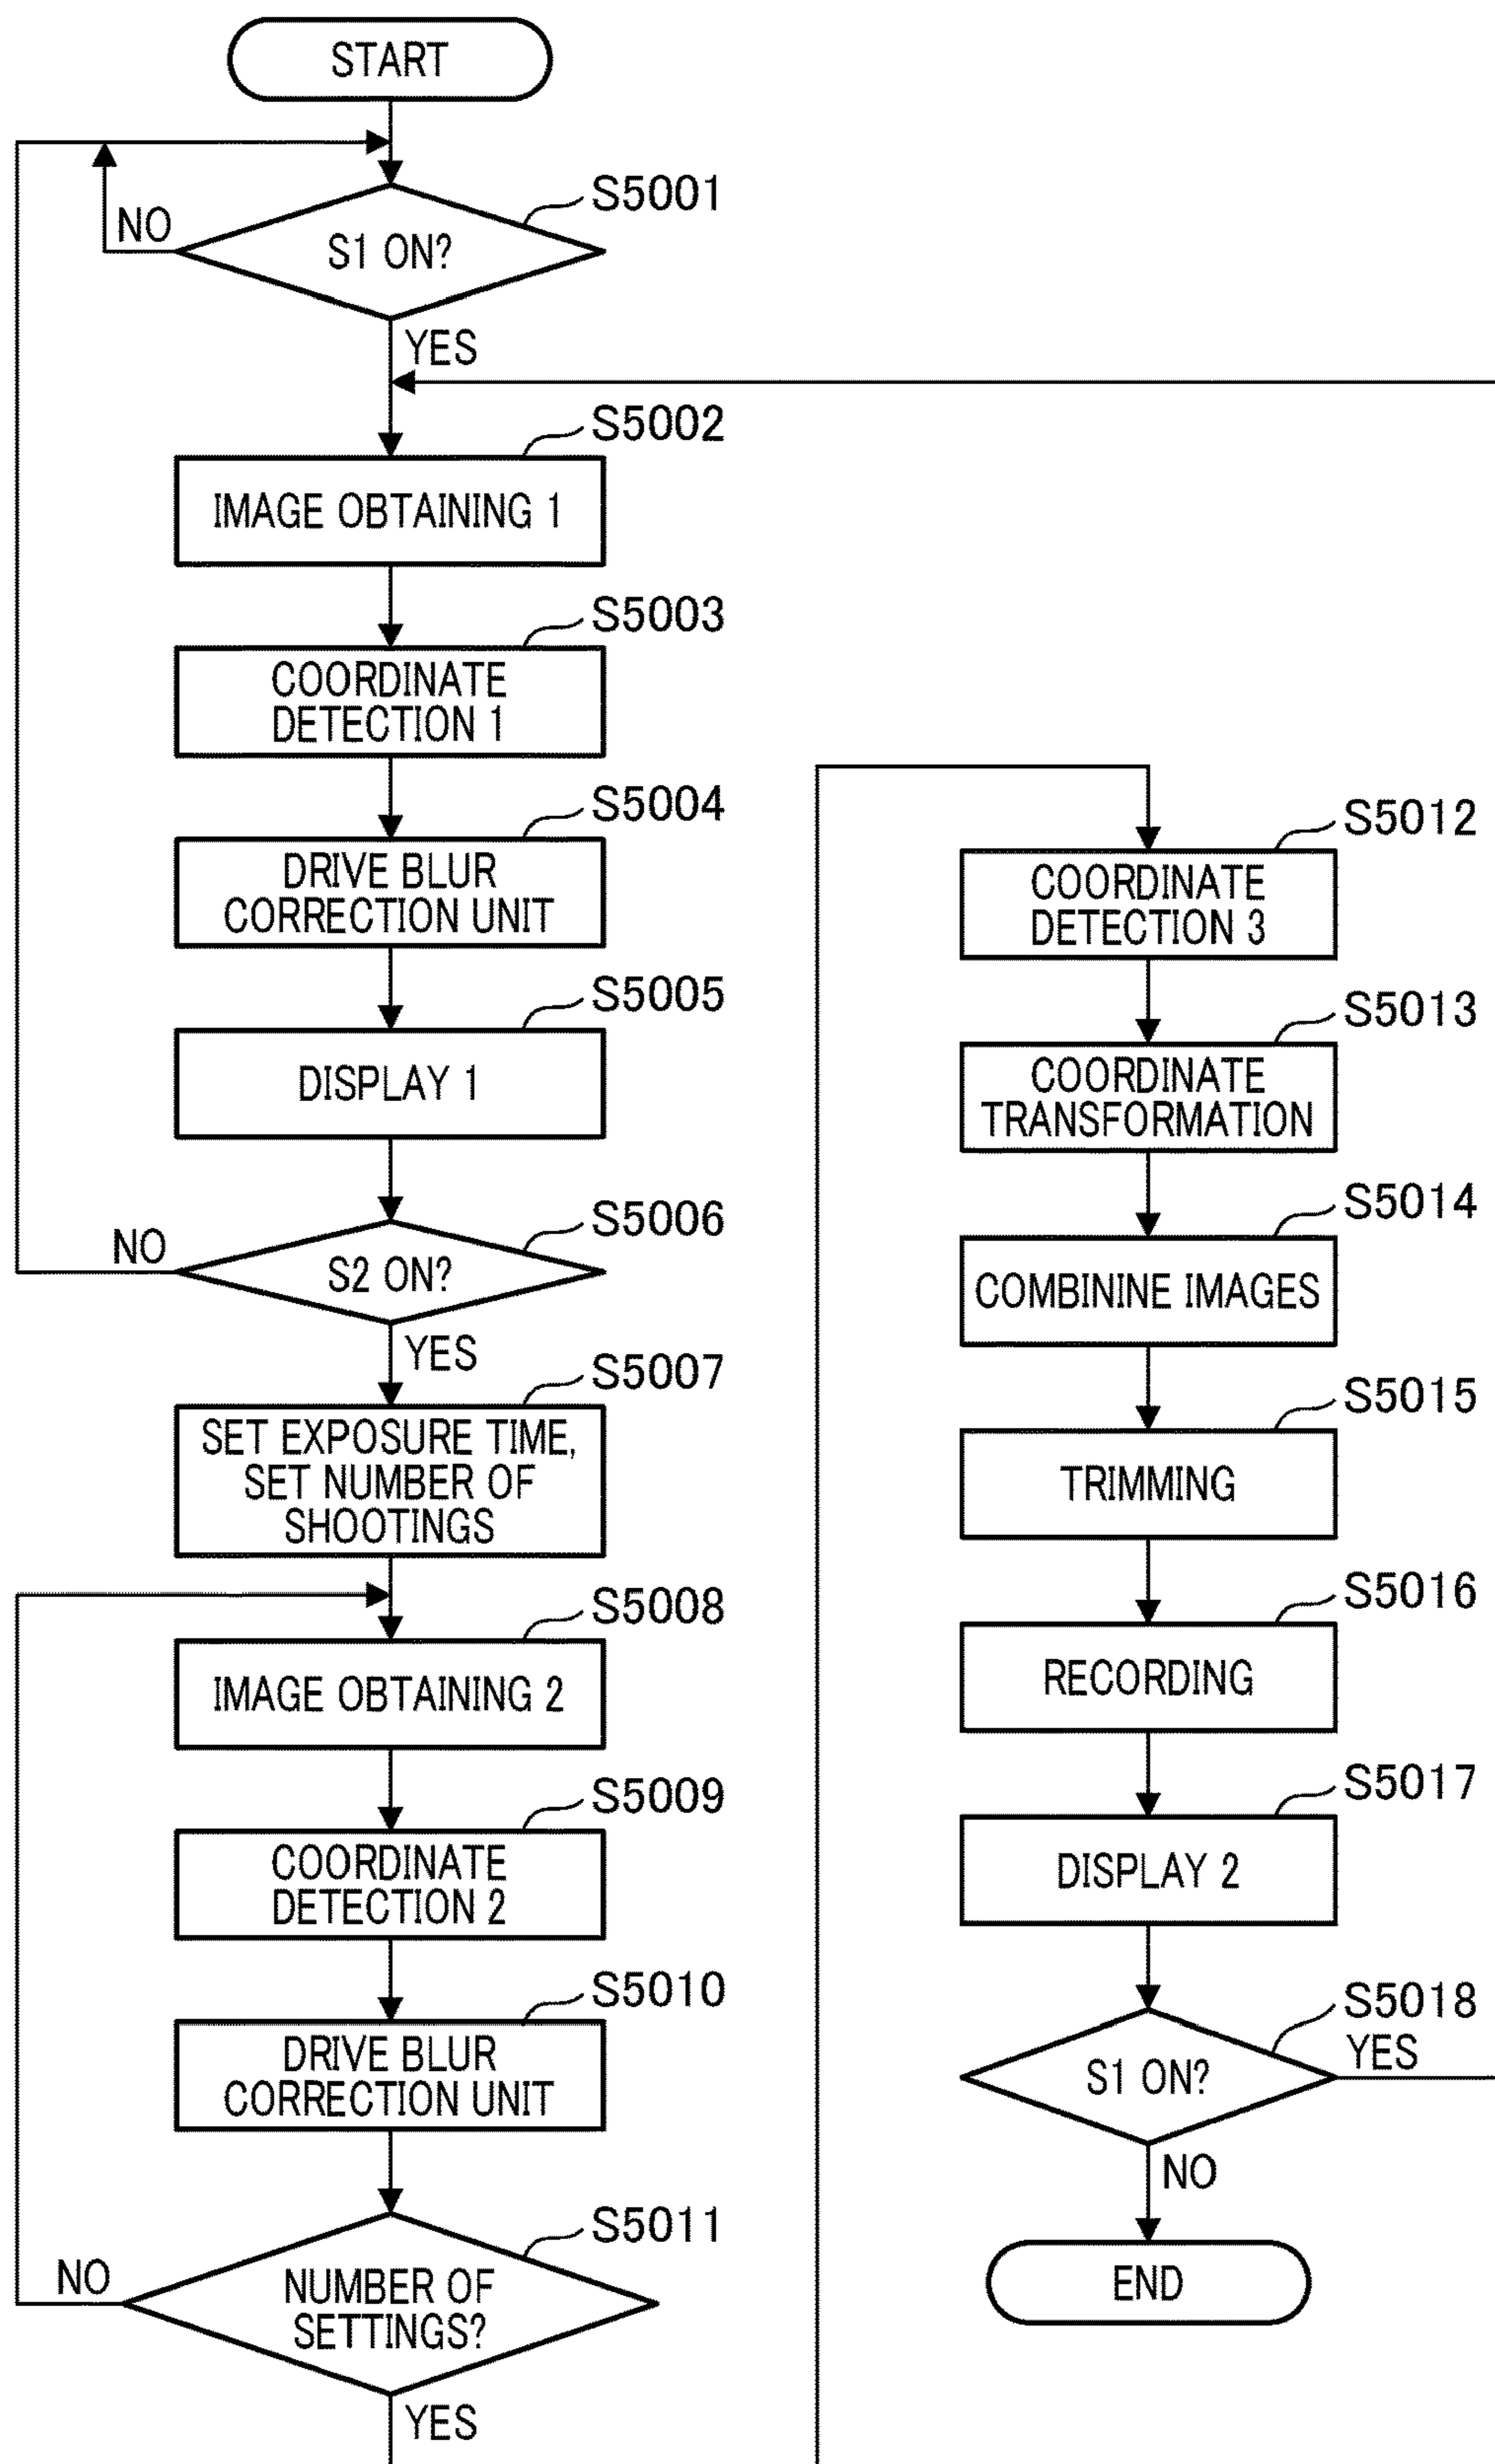 START
S5001
NO
S1 ON?
YES
S5002
IMAGE OBTAINING 1
S5003
COORDINATE
DETECTION 1
S5004
DRIVE BLUR
CORRECTION UNIT
S5005
DISPLAY 1
S5006
NO
S2 ON?
YES
S5007
SET EXPOSURE TIME,
SET NUMBER OF
SHOOTINGS
S5008
IMAGE OBTAINING 2
S5009
COORDINATE
DETECTION 2
S5010
DRIVE BLUR
CORRECTION UNIT
S5011
NO
NUMBER OF
SETTINGS?
YES
S5012
COORDINATE
DETECTION 3
S5013
COORDINATE
TRANSFORMATION
S5014
COMBININE IMAGES
S5015
TRIMMING
S5016
RECORDING
S5017
DISPLAY 2
S5018
YES
S1 ON?
NO
END